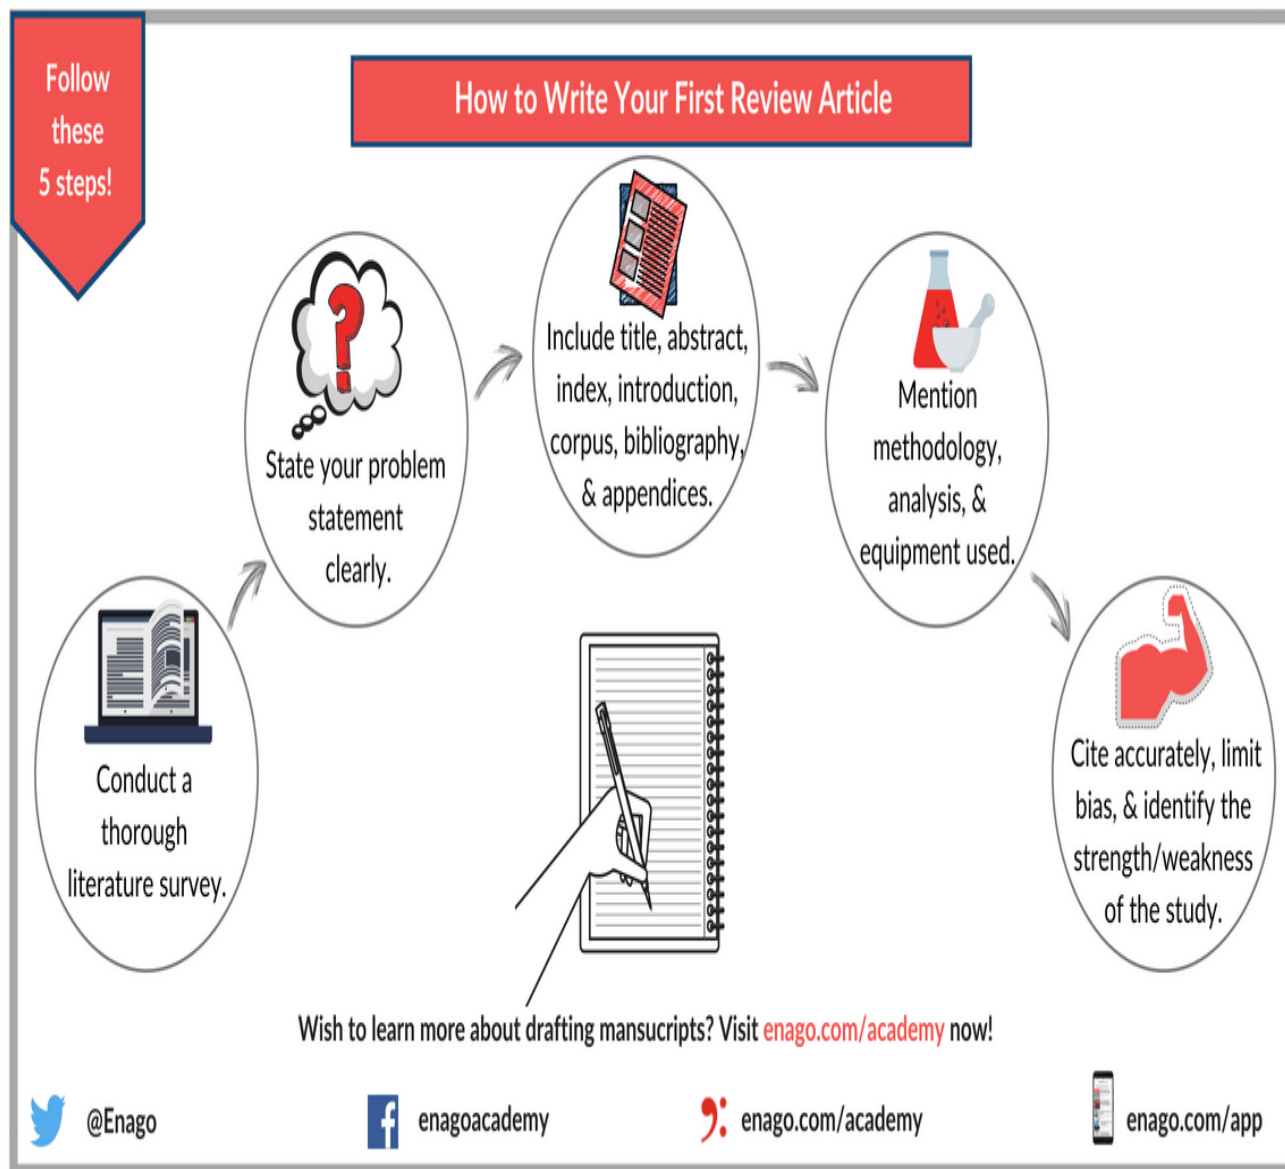 Follow
these
5 steps!
How to Write Your First Review Article
Conduct a
thorough
literature survey.
State your problem
statement
clearly.
Include title, abstract,
index, introduction,
corpus, bibliography,
& appendices.
Mention
methodology,
analysis, &
equipment used.
Cite accurately, limit
bias, & identify the
strength/weakness
of the study.
Wish to learn more about drafting mansucripts? Visit enago.com/academy now!
@Enago
enagoacademy
enago.com/academy
enago.com/app